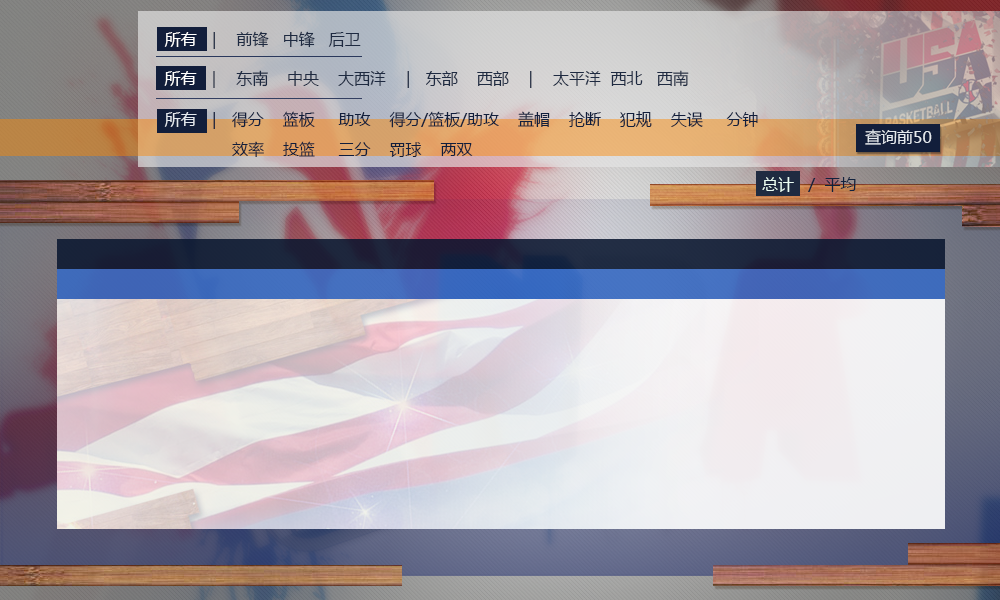 所有 | 前锋 中锋 后卫
所有 | 东南 中央 大西洋 | 东部 西部 | 太平洋 西北 西南
所有 | 得分 篮板 助攻 得分/篮板/助攻 盖帽 抢断 犯规 失误 分钟
效率 投篮 三分 罚球 两双
USA
BASKETBALL
查询前50
总计 / 平均